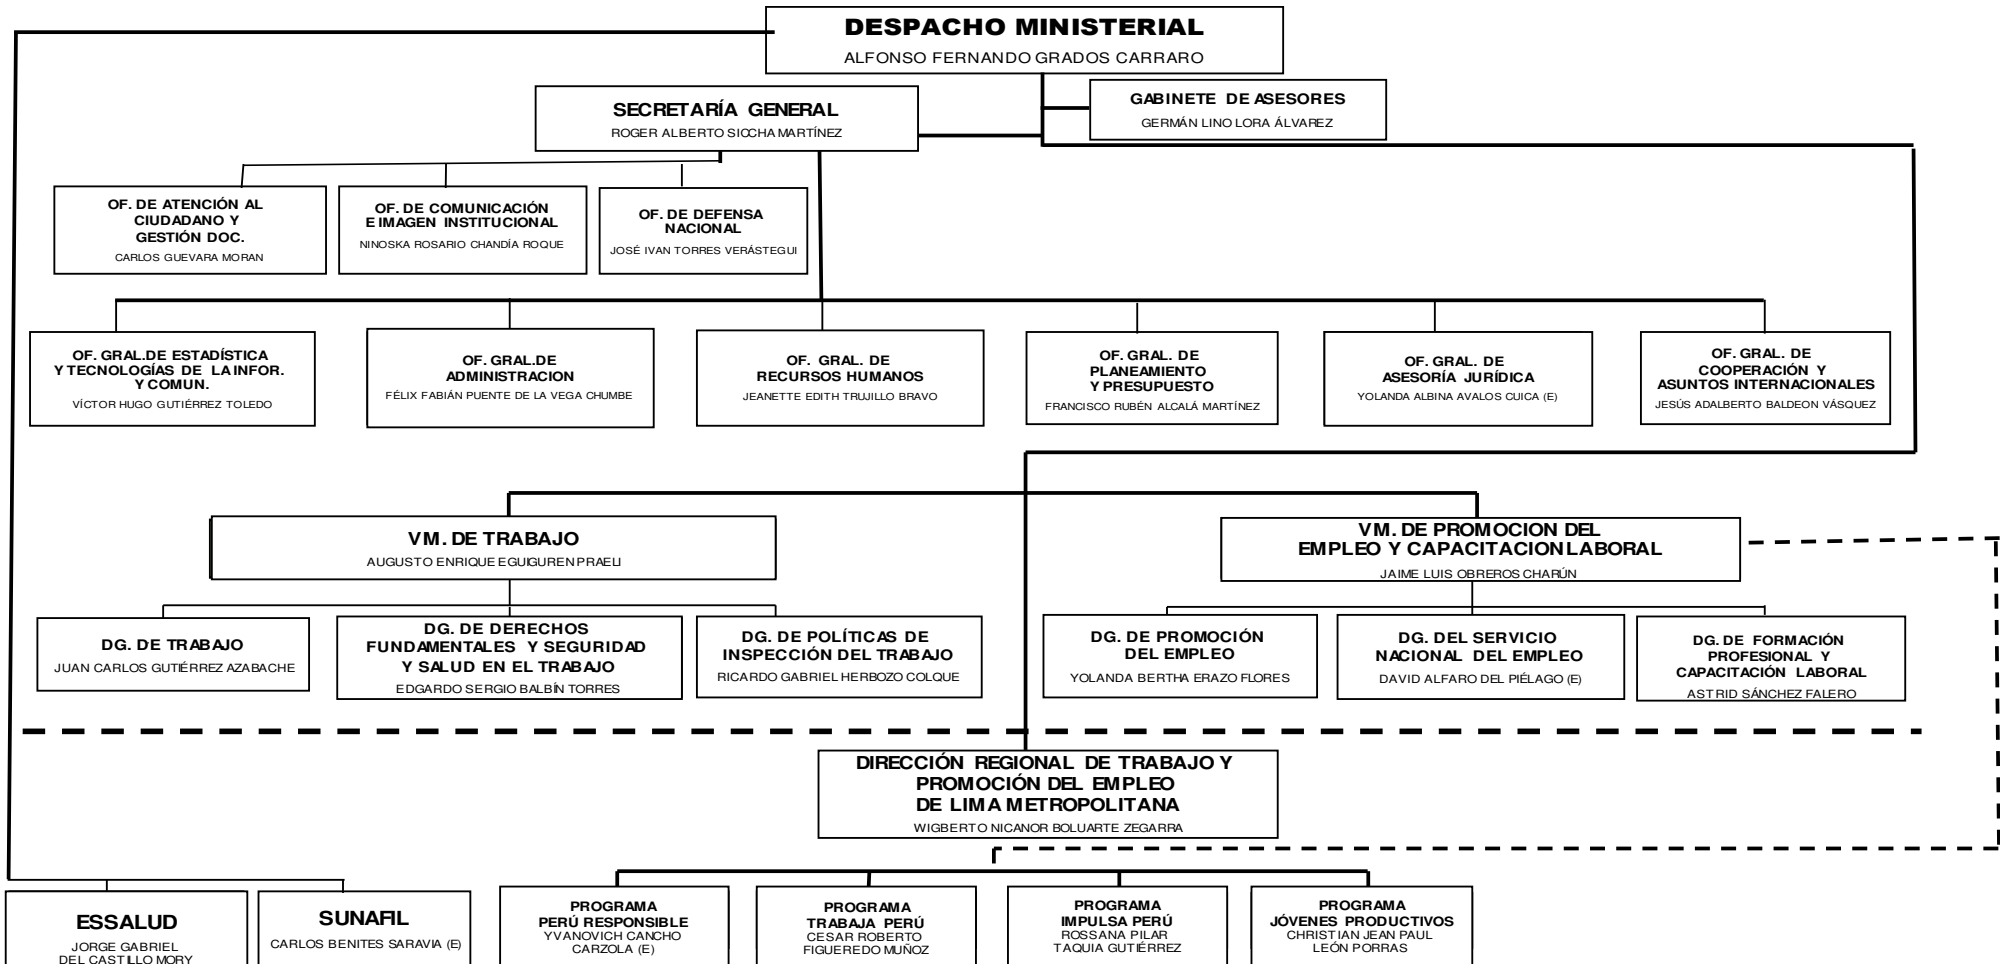 DESPACHO MINISTERIAL
ALFONSO FERNANDO GRADOS CARRARO
SECRETARÍA GENERAL
ROGER ALBERTO SICCHA MARTÍNEZ
GABINETE DE ASESORES
GERMÁN LINO LORA ÁLVAREZ
OF. DE ATENCIÓN AL
CIUDADANO Y
GESTIÓN DOC.
CARLOS GUEVARA MORAN
OF. DE COMUNICACIÓN
E IMAGEN INSTITUCIONAL
NINOSKA ROSARIO CHANDÍA ROQUE
OF. DE DEFENSA
NACIONAL
JOSÉ IVAN TORRES VERÁSTEGUI
OF. GRAL.DE ESTADÍSTICA
Y TECNOLOGÍAS DE LA INFOR.
Y COMUN.
VÍCTOR HUGO GUTIÉRREZ TOLEDO
OF. GRAL.DE
ADMINISTRACION
FÉLIX FABIÁN PUENTE DE LA VEGA CHUMBE
OF. GRAL. DE
RECURSOS HUMANOS
JEANETTE EDITH TRUJILLO BRAVO
OF. GRAL. DE
PLANEAMIENTO
Y PRESUPUESTO
FRANCISCO RUBÉN ALCALÁ MARTÍNEZ
OF. GRAL. DE
ASESORÍA JURÍDICA
YOLANDA ALBINA AVALOS CUICA (E)
OF. GRAL. DE
COOPERACIÓN Y
ASUNTOS INTERNACIONALES
JESÚS ADALBERTO BALDEON VÁSQUEZ
VM. DE TRABAJO
AUGUSTO ENRIQUE EGUIGUREN PRAELI
VM. DE PROMOCION DEL
EMPLEO Y CAPACITACION LABORAL
JAIME LUIS OBREROS CHARÚN
DG. DE TRABAJO
JUAN CARLOS GUTIÉRREZ AZABACHE
DG. DE DERECHOS
FUNDAMENTALES Y SEGURIDAD
Y SALUD EN EL TRABAJO
EDGARDO SERGIO BALBÍN TORRES
DG. DE POLÍTICAS DE
INSPECCIÓN DEL TRABAJO
RICARDO GABRIEL HERBOZO COLQUE
DG. DE PROMOCIÓN
DEL EMPLEO
YOLANDA BERTHA ERAZO FLORES
DG. DEL SERVICIO
NACIONAL DEL EMPLEO
DAVID ALFARO DEL PIÉLAGO (E)
DG. DE FORMACIÓN
PROFESIONAL Y
CAPACITACIÓN LABORAL
ASTRID SÁNCHEZ FALERO
DIRECCIÓN REGIONAL DE TRABAJO Y
PROMOCIÓN DEL EMPLEO
DE LIMA METROPOLITANA
WIGBERTO NICANOR BOLUARTE ZEGARRA
ESSALUD
JORGE GABRIEL
DEL CASTILLO MORY
SUNAFIL
CARLOS BENITES SARAVIA (E)
PROGRAMA
PERÚ RESPONSIBLE
YVANOVICH CANCHO
CARZOLA (E)
PROGRAMA
TRABAJA PERÚ
CESAR ROBERTO
FIGUEREDO MUÑOZ
PROGRAMA
IMPULSA PERÚ
ROSSANA PILAR
TAQUIA GUTIÉRREZ
PROGRAMA
JÓVENES PRODUCTIVOS
CHRISTIAN JEAN PAUL
LEÓN PORRAS